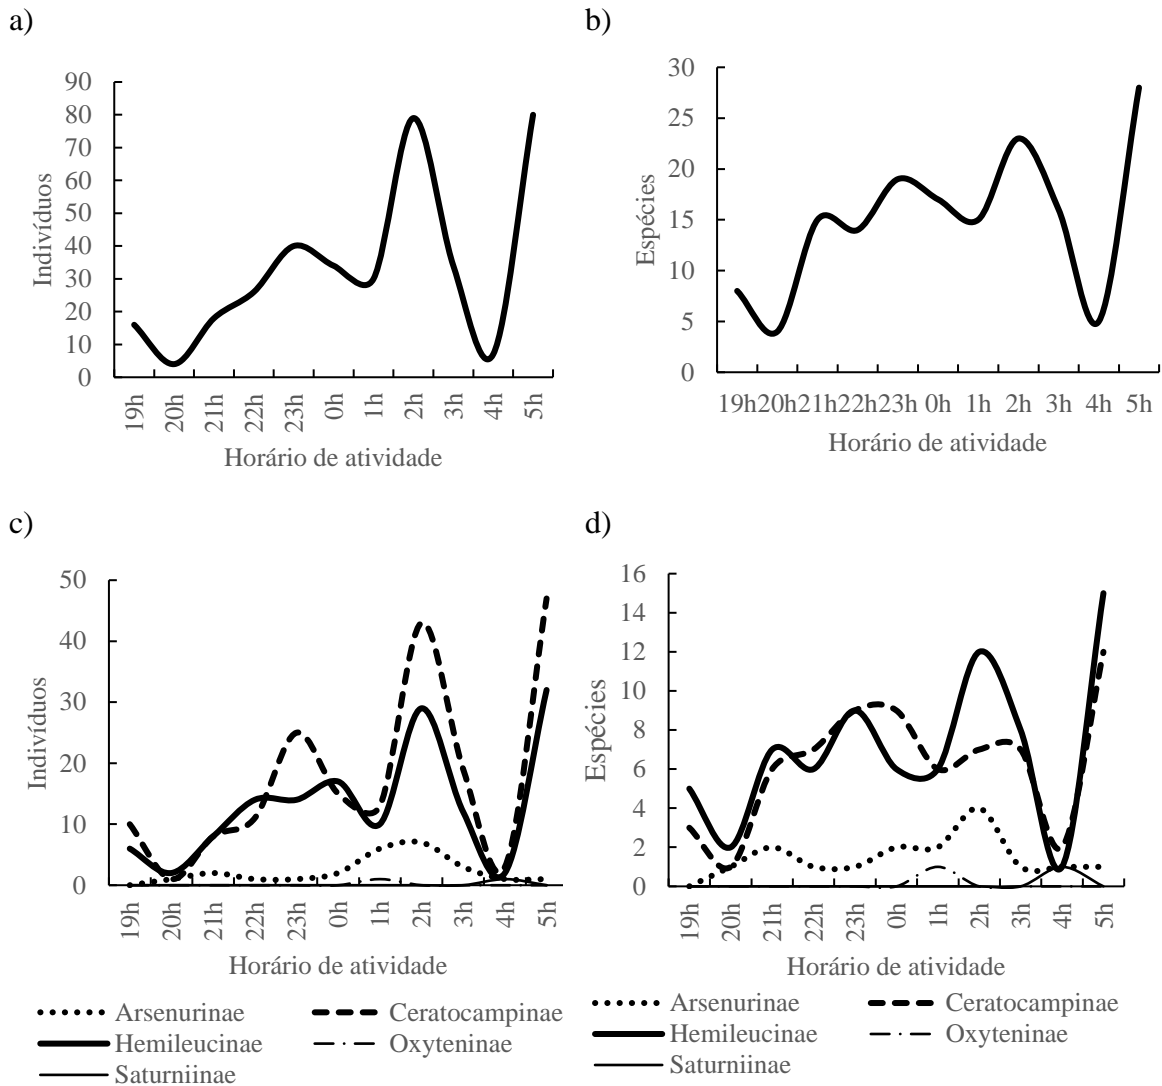 a)
90
80
70
60
50
40
30
20
10
0
Indivíduos
19h
20h
21h
22h
23h
0h
1h
2h
3h
4h
5h
Horário de atividade
b)
30
25
20
15
10
5
0
Espécies
19h20h21h22h23h 0h 1h 2h 3h 4h 5h
Horário de atividade
c)
50
40
30
20
10
0
Indivíduos
19h
20h
21h
22h
23h
0h
1h
2h
3h
4h
5h
Horário de atividade
Arsenurinae Ceratocampinae
Hemileucinae Oxyteninae
Saturniinae
d)
16
14
12
10
8
6
4
2
0
Espécies
19h
20h
21h
22h
23h
0h
1h
2h
3h
4h
5h
Horário de atividade
Arsenurinae Ceratocampinae
Hemileucinae Oxyteninae
Saturniinae